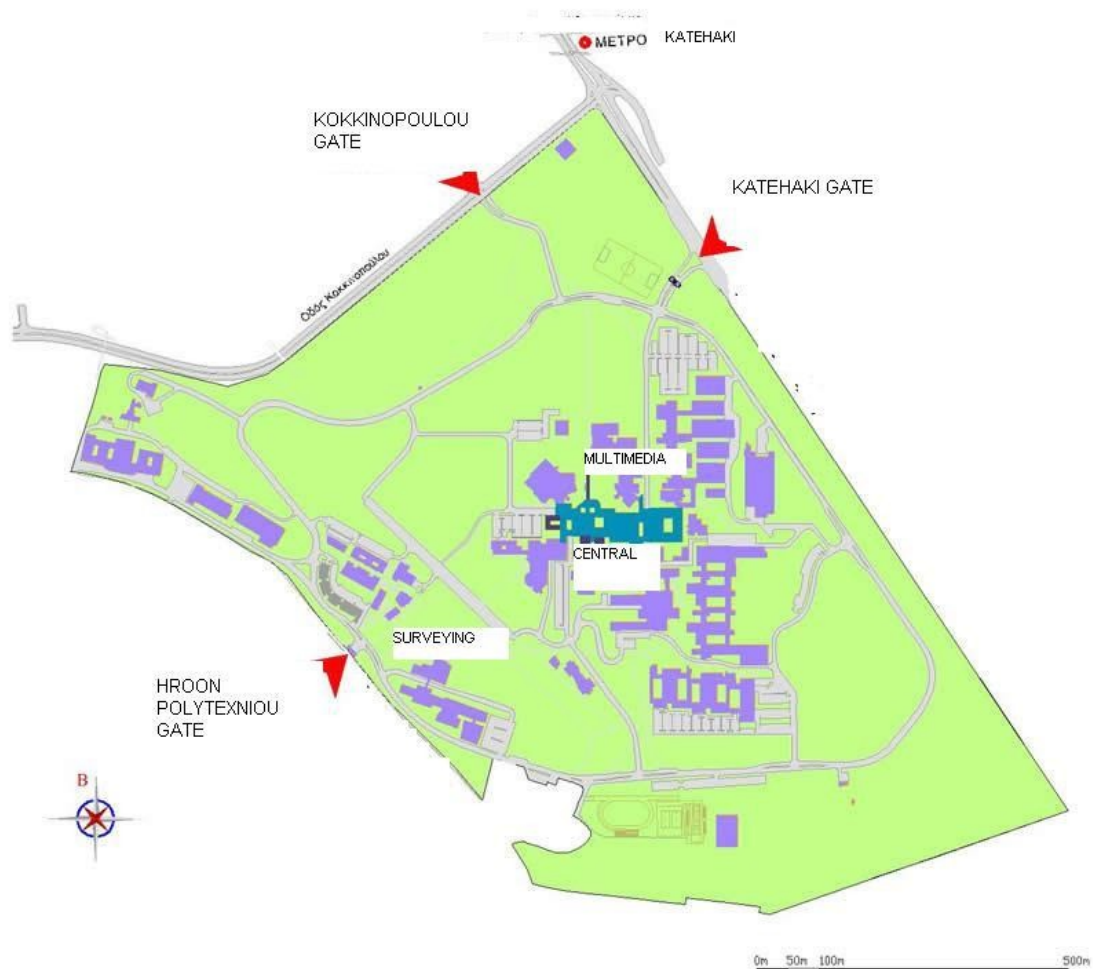 ΜΕΤΡΟ KATEHAKI
KOKKINOPOULOU
GATE
KATEHAKI GATE
Οδός Κοκκινοπούλου
MULTIMEDIA
CENTRAL
SURVEYING
HROON
POLYTEXNIOU
GATE
B
0m 50m 100m 500m